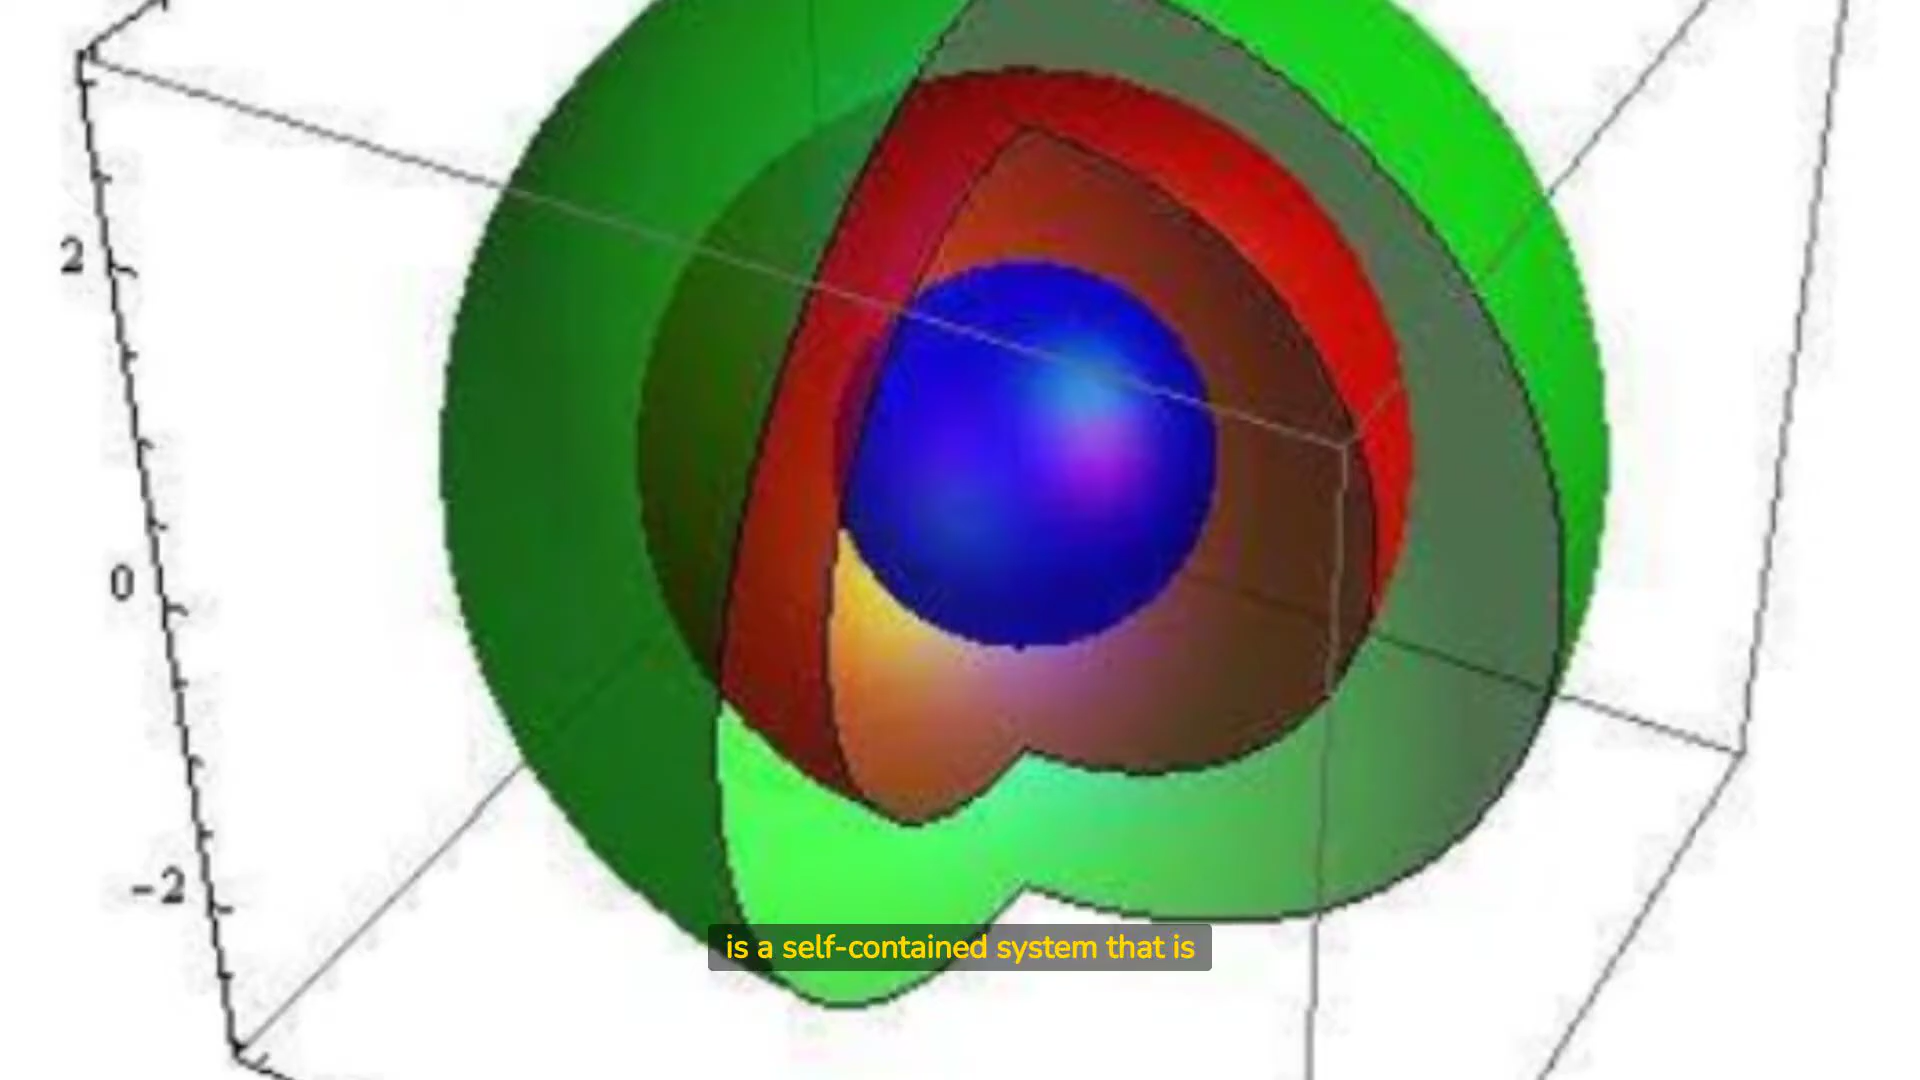 2
0
-2
is a self-contained system that is